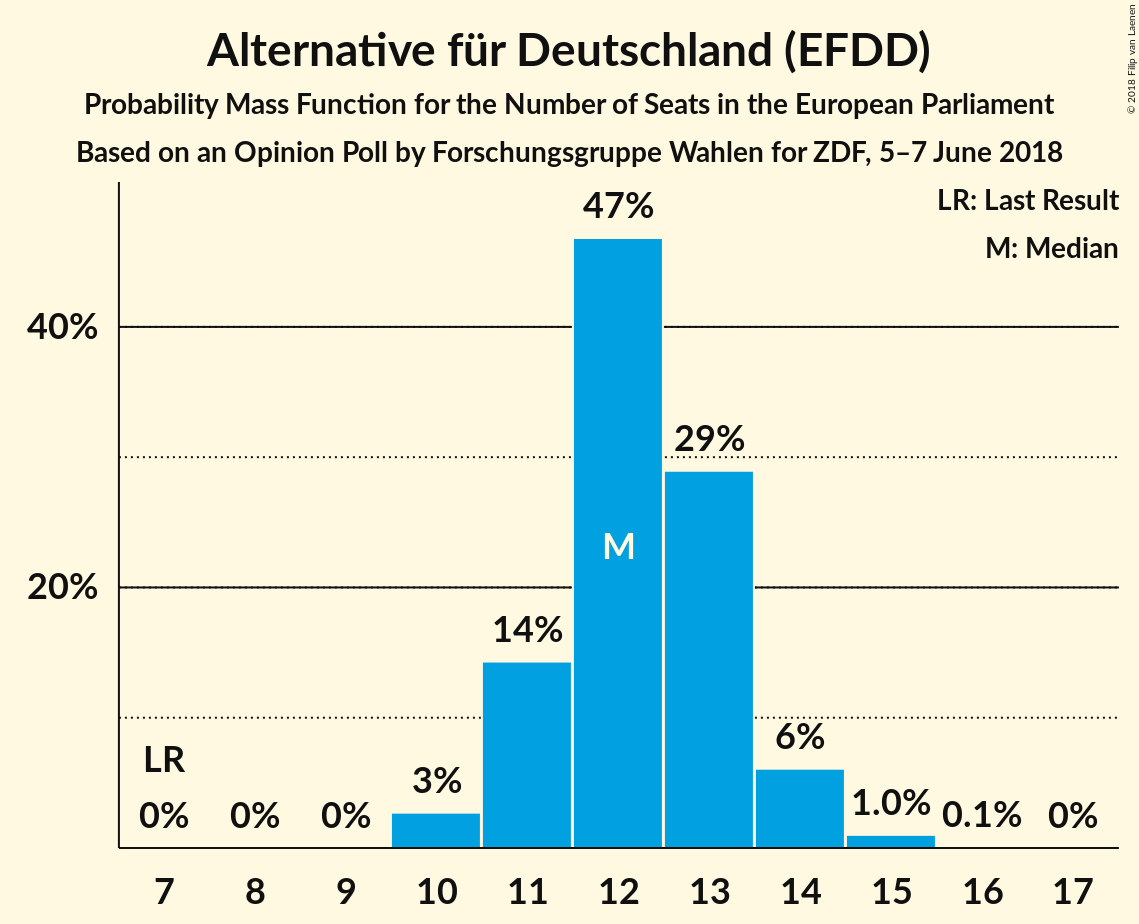 Alternative für Deutschland (EFDD)
Probability Mass Function for the Number of Seats in the European Parliament
Based on an Opinion Poll by Forschungsgruppe Wahlen for ZDF, 5–7 June 2018
© 2018 Filip van Laenen
LR: Last Result
M: Median
47%
40%
29%
M
20%
14%
6%
LR
3%
1.0%
0% 0% 0% 0.1% 0%
7 8 9 10 11 12 13 14 15 16 17